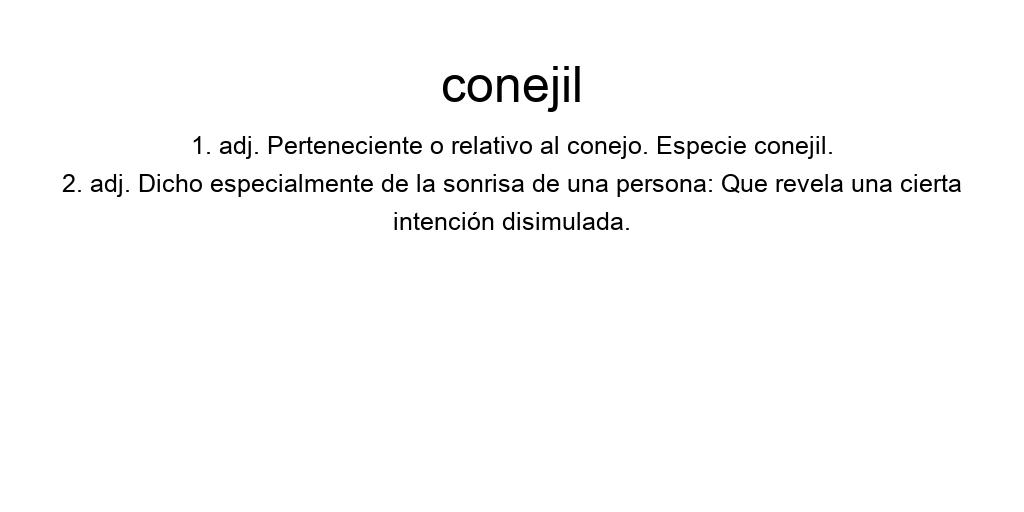 conejil
1. adj. Perteneciente o relativo al conejo. Especie conejil.
2. adj. Dicho especialmente de la sonrisa de una persona: Que revela una cierta
intención disimulada.